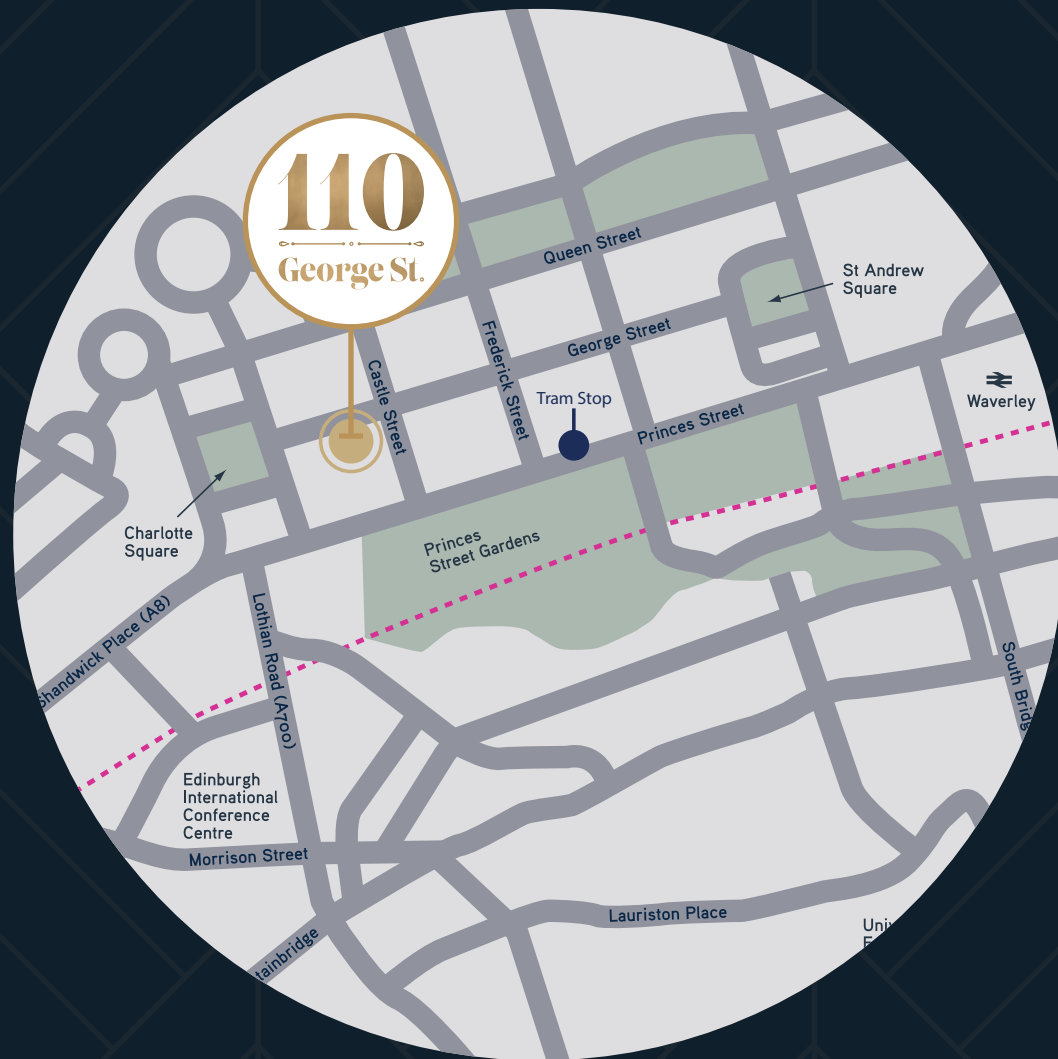 110
George St.
Queen Street
St Andrew
Square
George Street
Frederick Street
Castle Street
Tram Stop
Princes Street
Waverley
Charlotte
Square
Princes
Street Gardens
Shandwick Place (A8)
Lothian Road (A700)
South Bridg
Edinburgh
International
Conference
Centre
Morrison Street
Lauriston Place
tainbridge
Univ